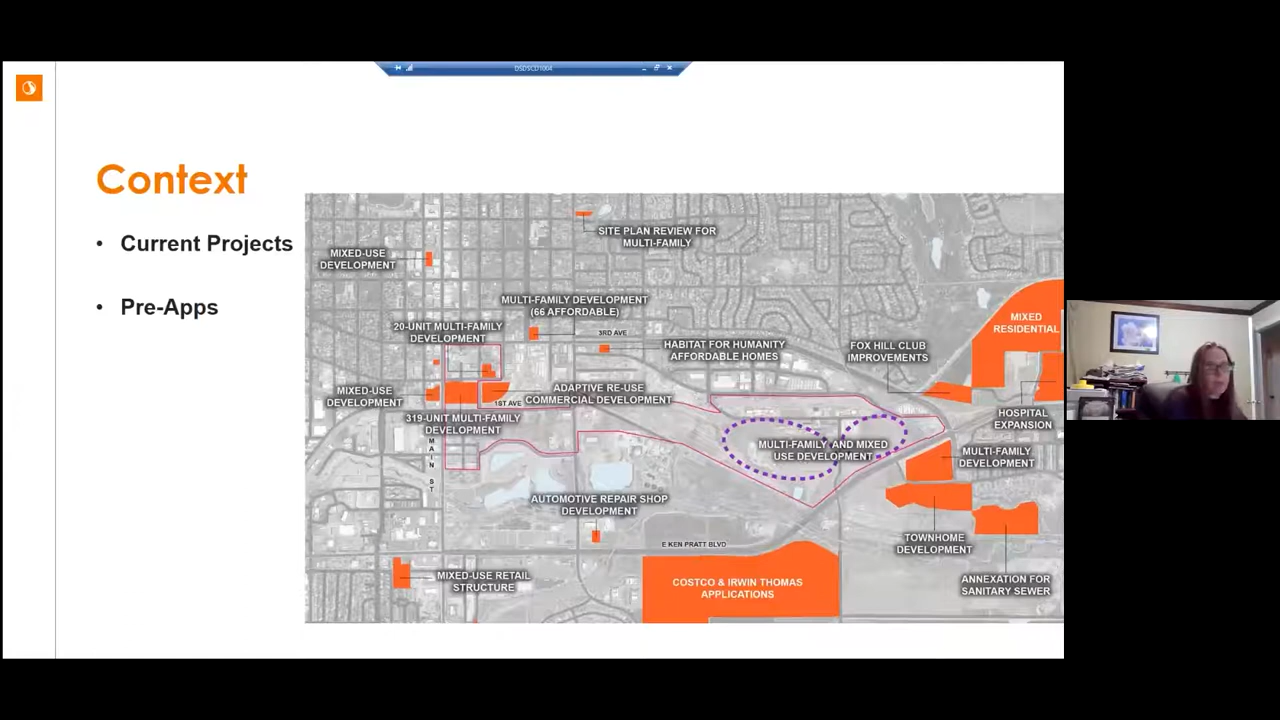 DSDSCD1004
Context
• Current Projects
• Pre-Apps
SITE PLAN REVIEW FOR
MULTI-FAMILY
MIXED-USE
DEVELOPMENT
MULTI-FAMILY DEVELOPMENT
(66 AFFORDABLE)
20-UNIT MULTI-FAMILY
DEVELOPMENT
3RD AVE
HABITAT FOR HUMANITY
AFFORDABLE HOMES
FOX HILL CLUB
IMPROVEMENTS
MIXED
RESIDENTIAL
MIXED-USE
DEVELOPMENT
ADAPTIVE RE-USE
COMMERCIAL DEVELOPMENT
1ST AVE
319-UNIT MULTI-FAMILY
DEVELOPMENT
HOSPITAL
EXPANSION
MULTI-FAMILY AND MIXED
USE DEVELOPMENT
MULTI-FAMILY
DEVELOPMENT
MAIN ST
AUTOMOTIVE REPAIR SHOP
DEVELOPMENT
E KEN PRATT BLVD
TOWNHOME
DEVELOPMENT
MIXED-USE RETAIL
STRUCTURE
COSTCO & IRWIN THOMAS
APPLICATIONS
ANNEXATION FOR
SANITARY SEWER